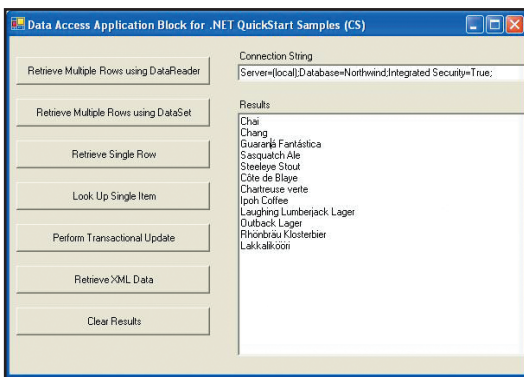 Data Access Application Block for .NET QuickStart Samples (CS)
Retrieve Multiple Rows using DataReader
Retrieve Multiple Rows using DataSet
Retrieve Single Row
Look Up Single Item
Perform Transactional Update
Retrieve XML Data
Clear Results
Connection String
Server=(local);Database=Northwind;Integrated Security=True;
Results
Chai
Chang
Guaraná Fantástica
Sasquatch Ale
Steeleye Stout
Côte de Blaye
Chartreuse verte
Ipoh Coffee
Laughing Lumberjack Lager
Outback Lager
Rhönbräu Klosterbier
Lakkalikööri